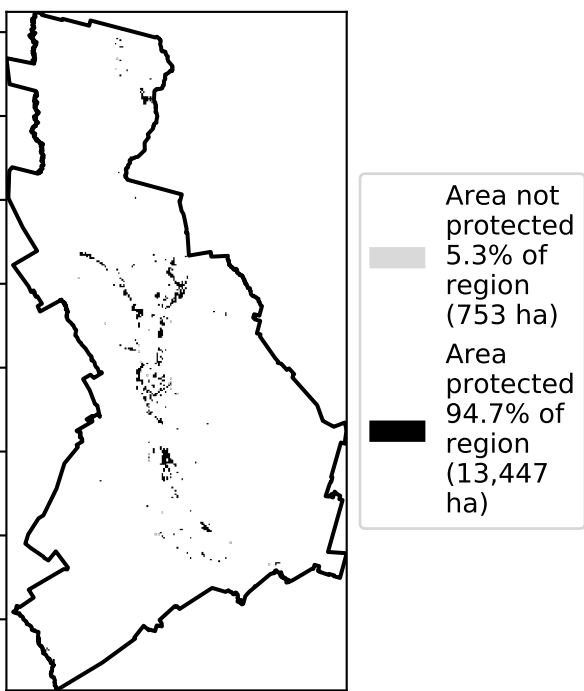 Area not
protected
5.3% of
region
(753 ha)
Area
protected
94.7% of
region
(13,447
ha)